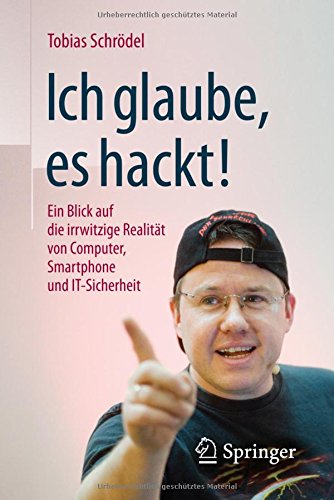 Urheberrechtlich geschütztes Material
Tobias Schrödel
Ich glaube,
es hackt!
Ein Blick auf
die irrwitzige Realität
von Computer,
Smartphone
und IT-Sicherheit
Springer
Urheberrechtlich geschütztes Material